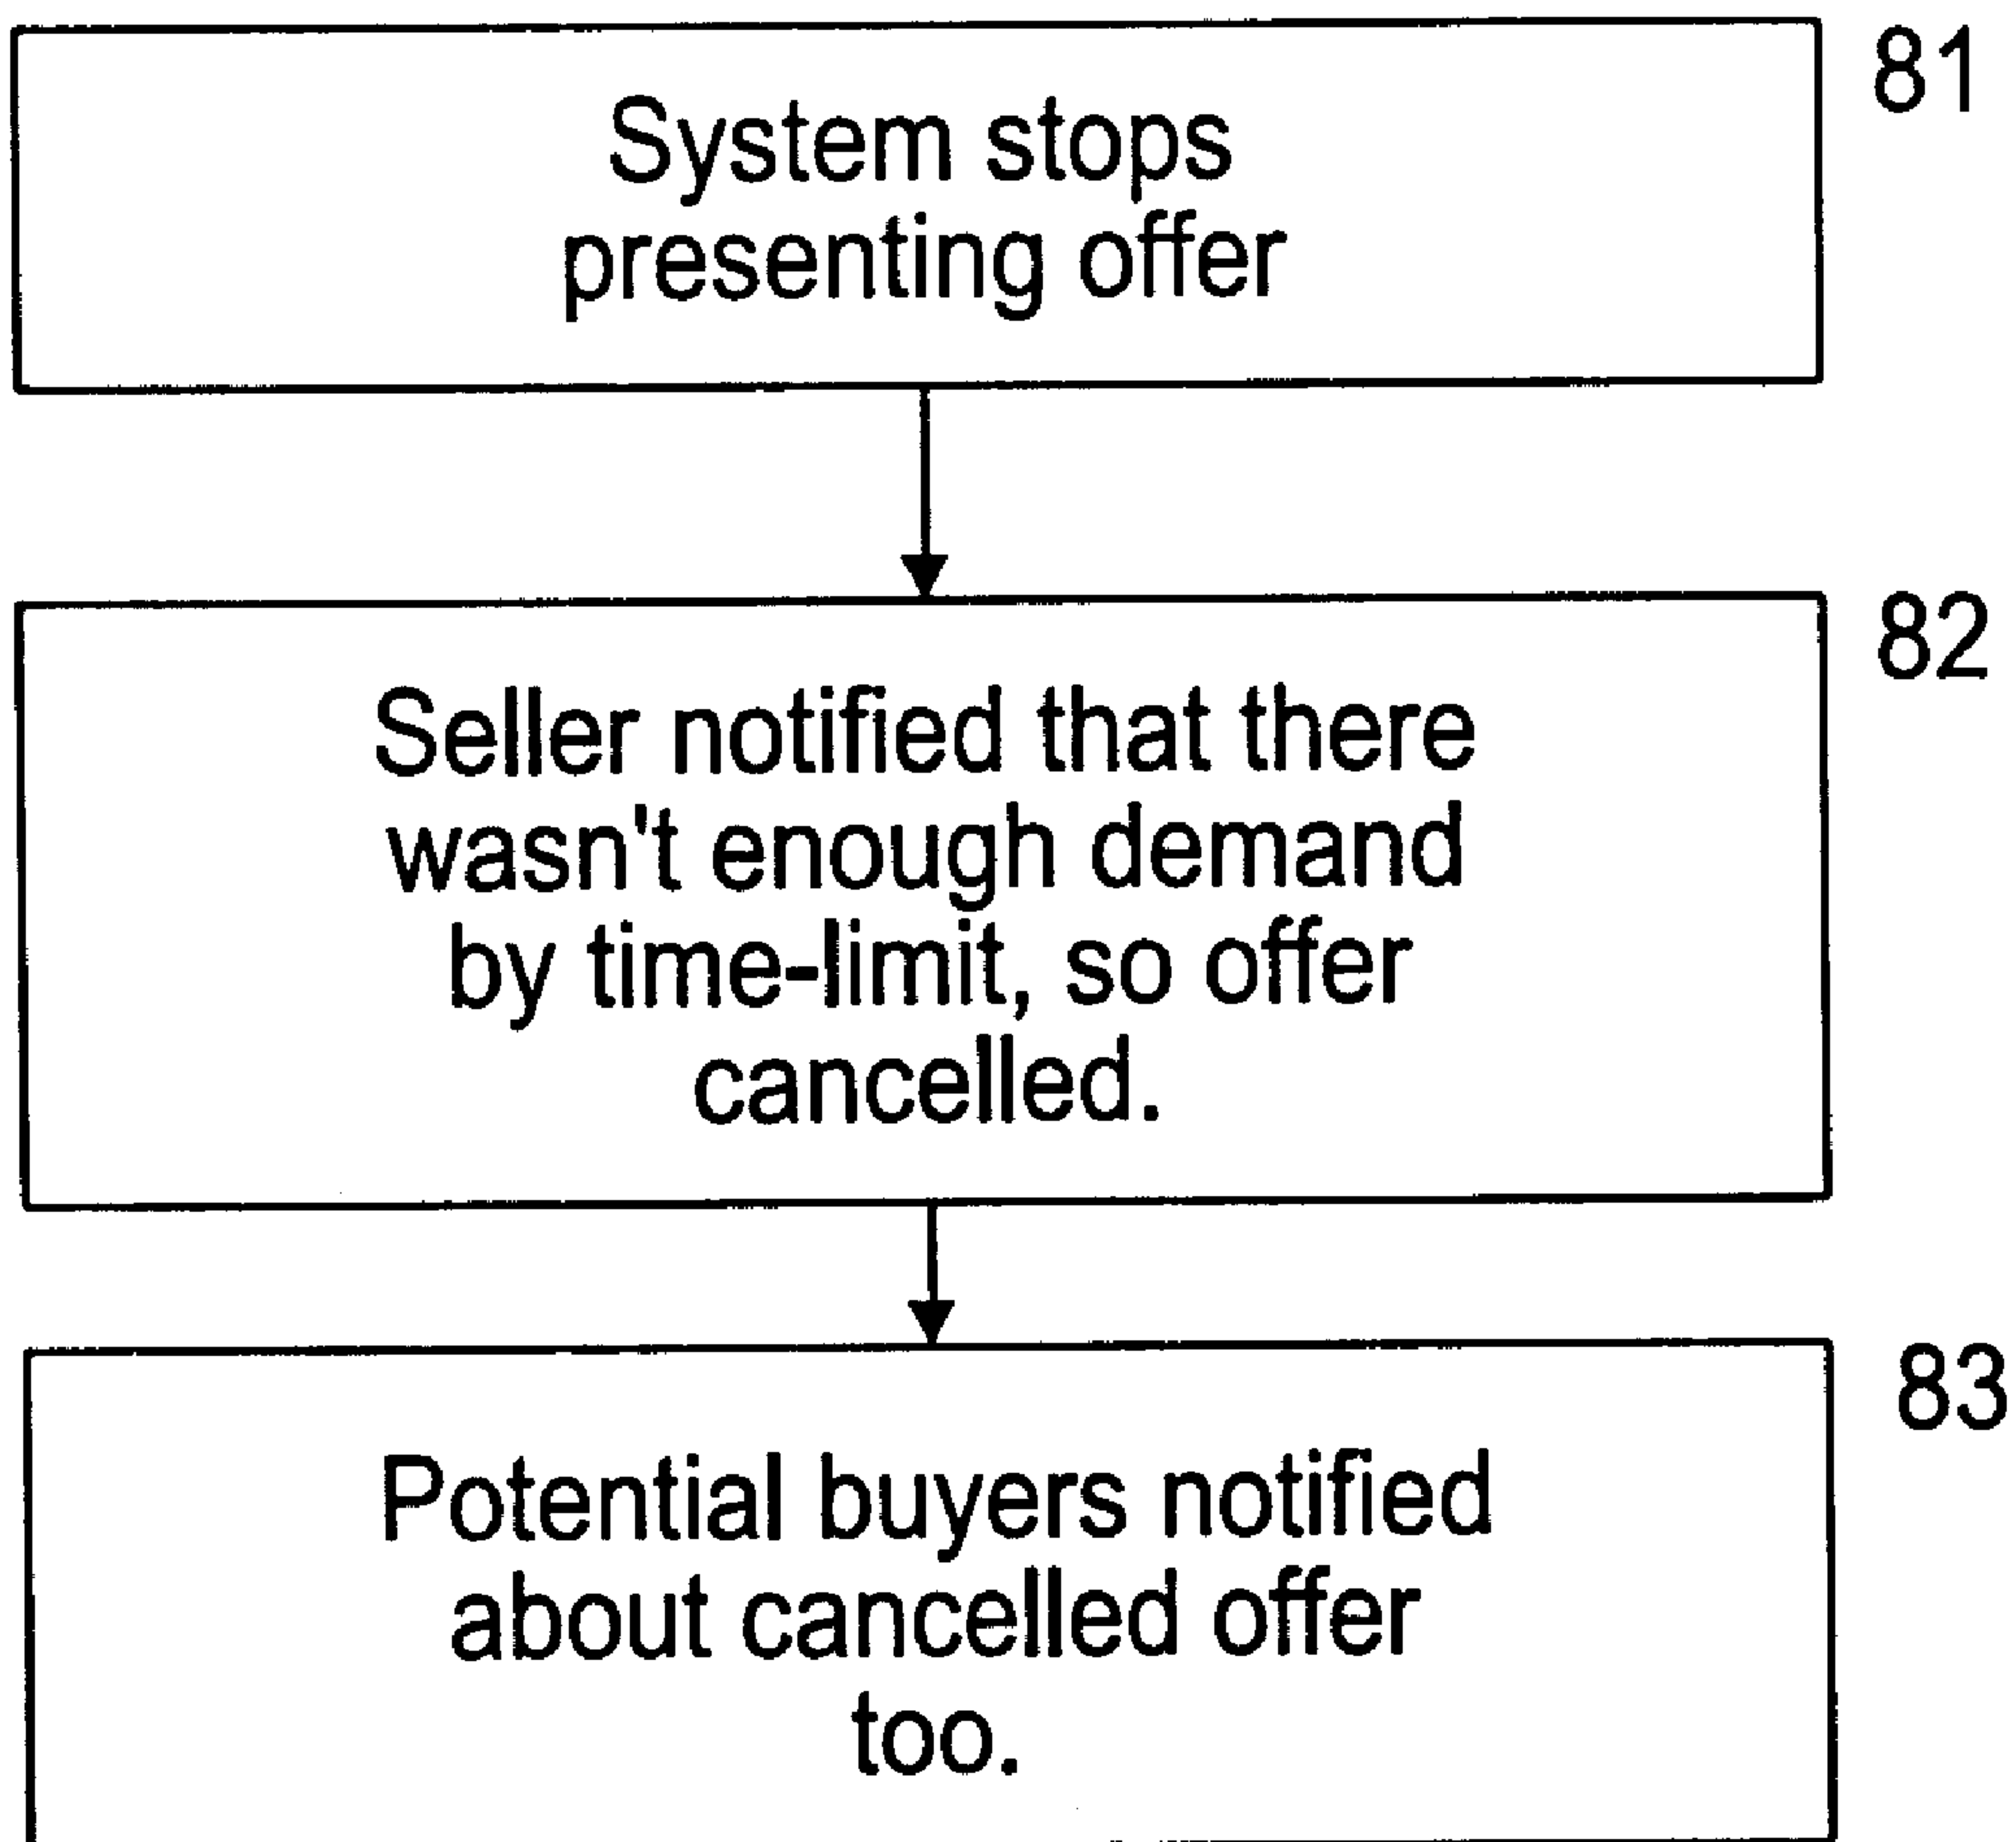 81
System stops
presenting offer
82
Seller notified that there
wasn't enough demand
by time-limit, so offer
cancelled.
83
Potential buyers notified
about cancelled offer
too.